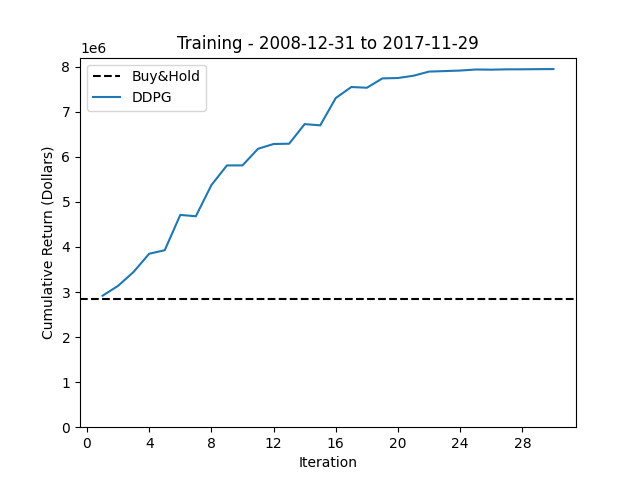 Training - 2008-12-31 to 2017-11-29
1e6
Buy&Hold
DDPG
Cumulative Return (Dollars)
8
7
6
5
4
3
2
1
0
0 4 8 12 16 20 24 28
Iteration